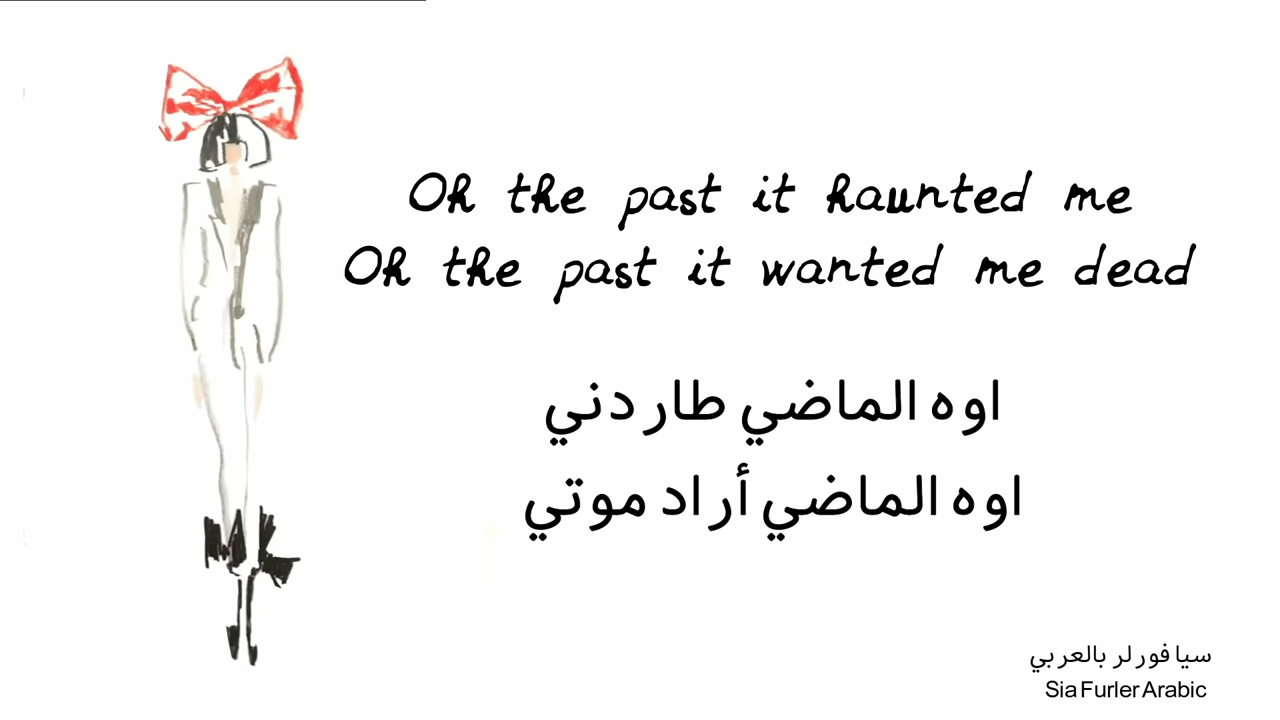 Oh the past it haunted me
Oh the past it wanted me dead
اوه الماضي طاردني
اوه الماضي أراد موتي
سيا فورلر بالعربي
Sia Furler Arabic